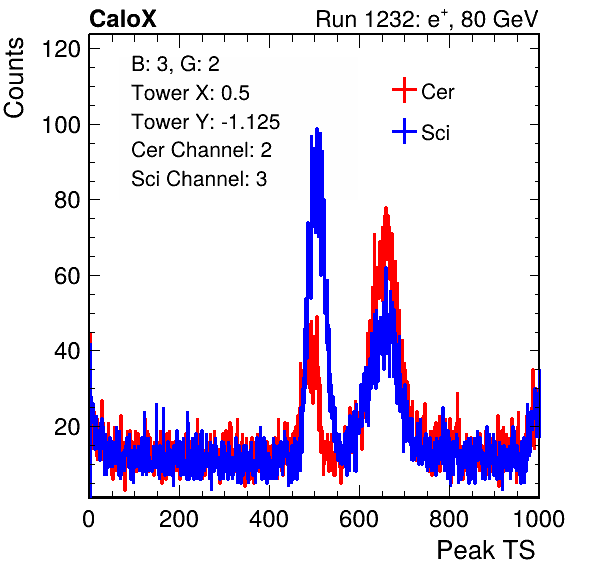 CaloX Run 1232: e⁺, 80 GeV
Counts
B: 3, G: 2
Tower X: 0.5
Tower Y: -1.125
Cer Channel: 2
Sci Channel: 3
Cer
Sci
120
100
80
60
40
20
0 200 400 600 800 1000
Peak TS